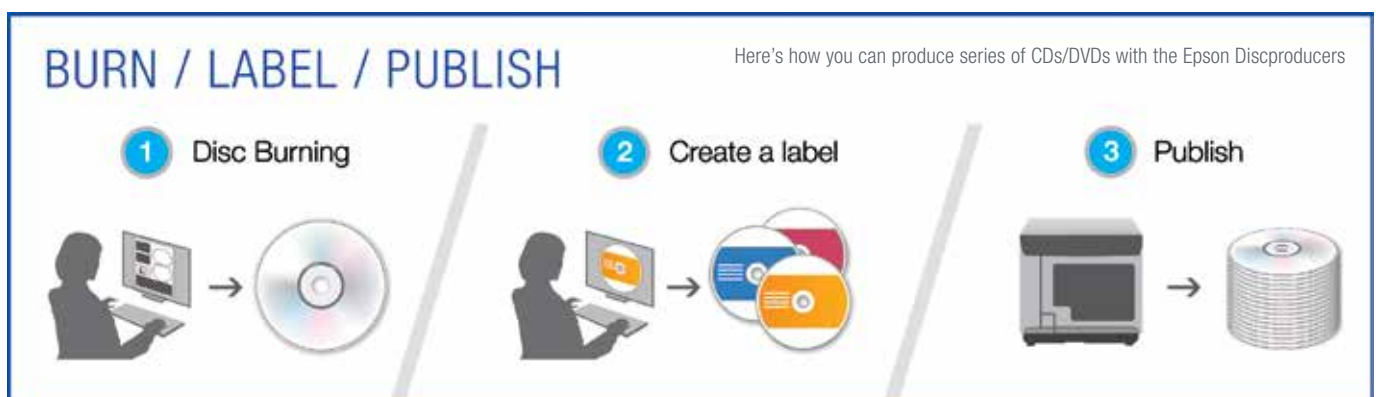 BURN / LABEL / PUBLISH
Here's how you can produce series of CDs/DVDs with the Epson Discproducers
1 Disc Burning
2 Create a label
3 Publish